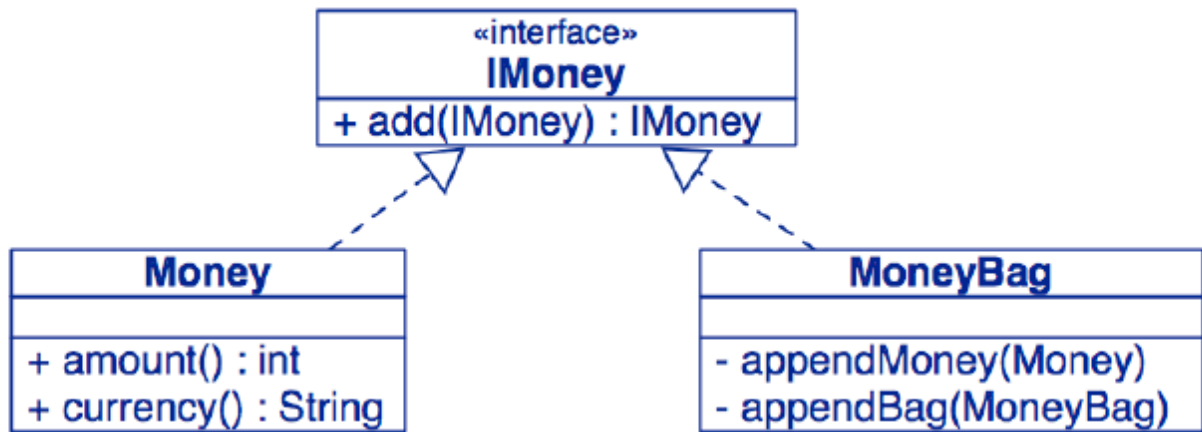 «interface»
IMoney
+ add(IMoney) : IMoney
Money
+ amount() : int
+ currency() : String
MoneyBag
- appendMoney(Money)
- appendBag(MoneyBag)